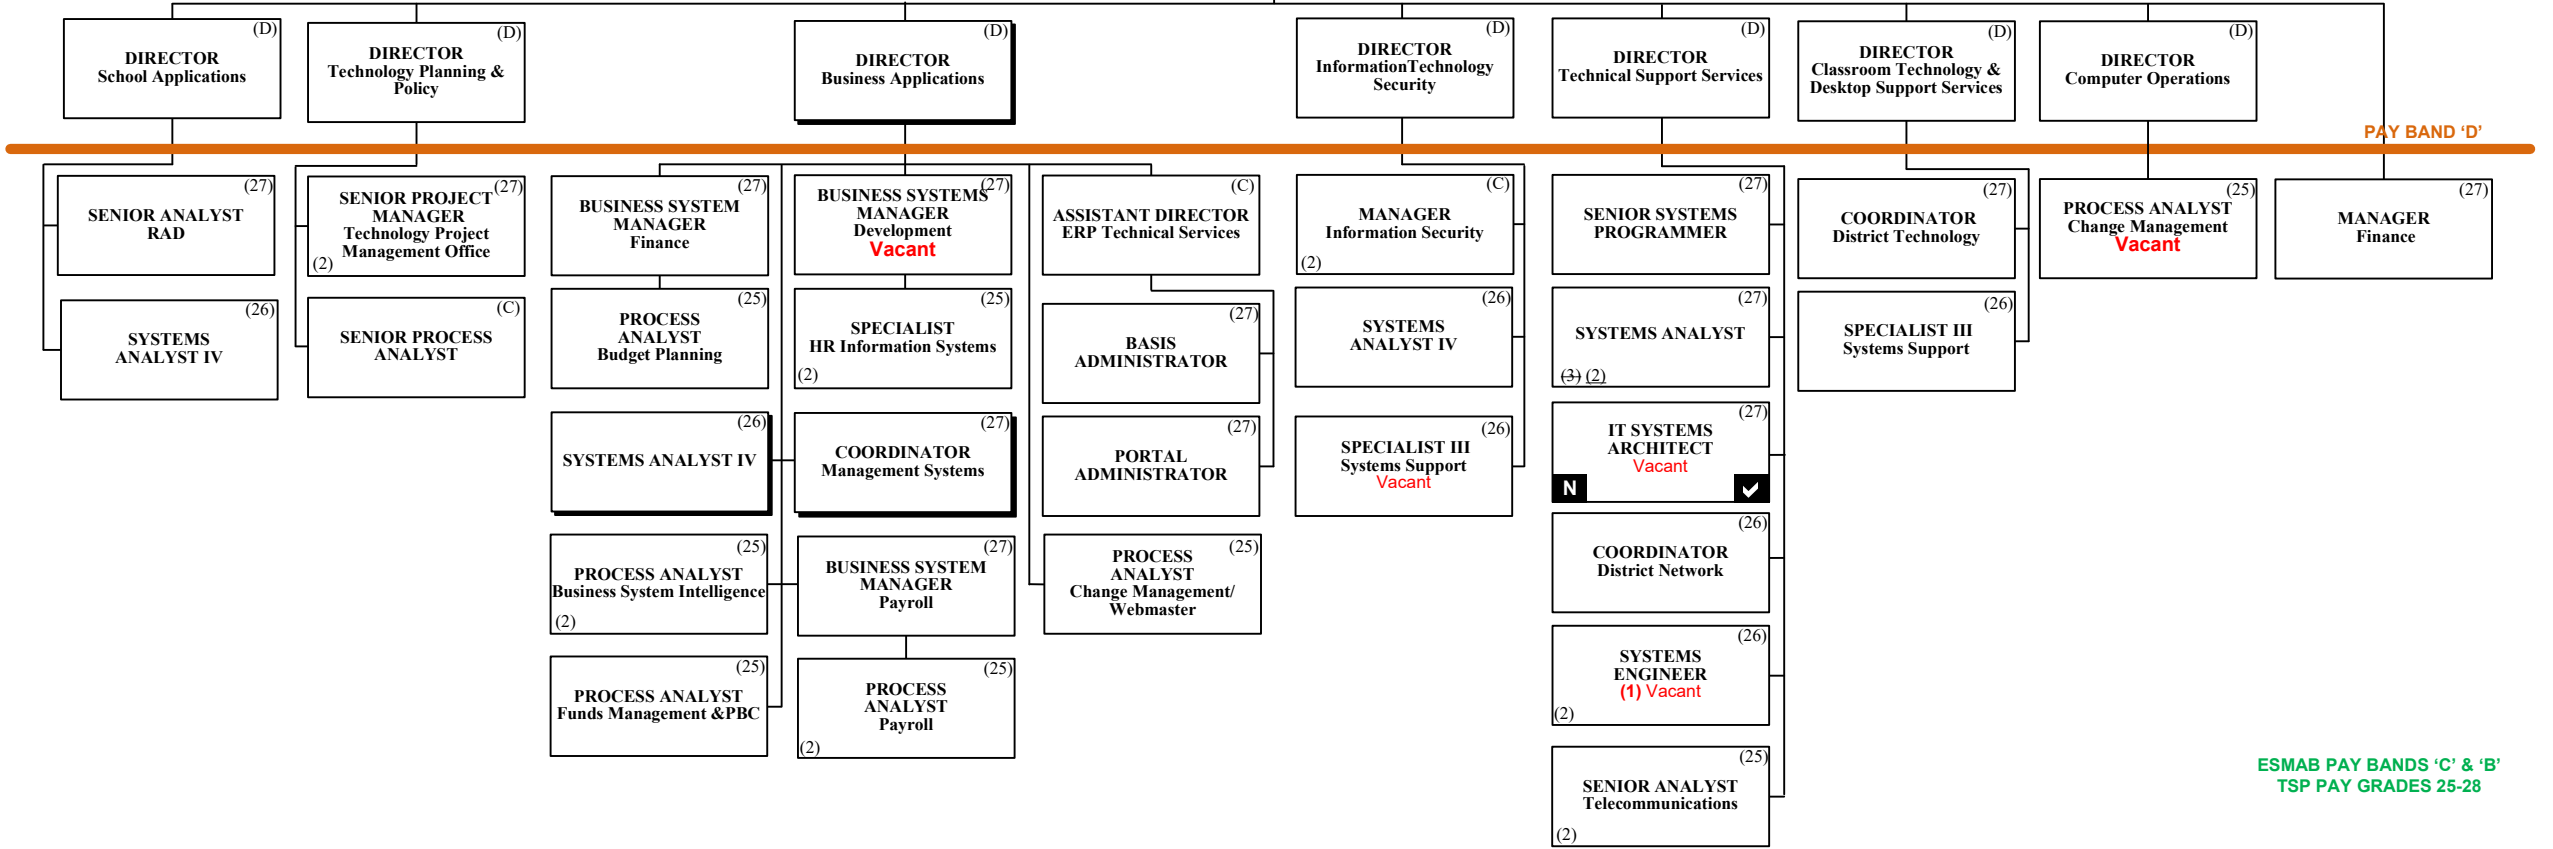 (D)
DIRECTOR
School Applications
(D)
DIRECTOR
Technology Planning &
Policy
(D)
DIRECTOR
Business Applications
(D)
DIRECTOR
InformationTechnology
Security
(D)
DIRECTOR
Technical Support Services
(D)
DIRECTOR
Classroom Technology &
Desktop Support Services
(D)
DIRECTOR
Computer Operations
PAY BAND ‘D’
(27)
SENIOR ANALYST
RAD
(26)
SYSTEMS
ANALYST IV
(27)
SENIOR PROJECT
MANAGER
Technology Project
Management Office
(2)
(C)
SENIOR PROCESS
ANALYST
(27)
BUSINESS SYSTEM
MANAGER
Finance
(25)
PROCESS
ANALYST
Budget Planning
(26)
SYSTEMS ANALYST IV
(25)
PROCESS ANALYST
Business System Intelligence
(2)
(25)
PROCESS ANALYST
Funds Management &PBC
(27)
BUSINESS SYSTEMS
MANAGER
Development
Vacant
(25)
SPECIALIST
HR Information Systems
(2)
(27)
COORDINATOR
Management Systems
(27)
BUSINESS SYSTEM
MANAGER
Payroll
(25)
PROCESS
ANALYST
Payroll
(2)
(C)
ASSISTANT DIRECTOR
ERP Technical Services
(27)
BASIS
ADMINISTRATOR
(27)
PORTAL
ADMINISTRATOR
(25)
PROCESS
ANALYST
Change Management/
Webmaster
(C)
MANAGER
Information Security
(2)
(26)
SYSTEMS
ANALYST IV
(26)
SPECIALIST III
Systems Support
Vacant
(27)
SENIOR SYSTEMS
PROGRAMMER
(27)
SYSTEMS ANALYST
(3) (2)
(27)
IT SYSTEMS
ARCHITECT
Vacant
N
(26)
COORDINATOR
District Network
(26)
SYSTEMS
ENGINEER
(1) Vacant
(2)
(25)
SENIOR ANALYST
Telecommunications
(2)
(27)
COORDINATOR
District Technology
(26)
SPECIALIST III
Systems Support
(25)
PROCESS ANALYST
Change Management
Vacant
(27)
MANAGER
Finance
ESMAB PAY BANDS ‘C’ & ‘B’
TSP PAY GRADES 25-28